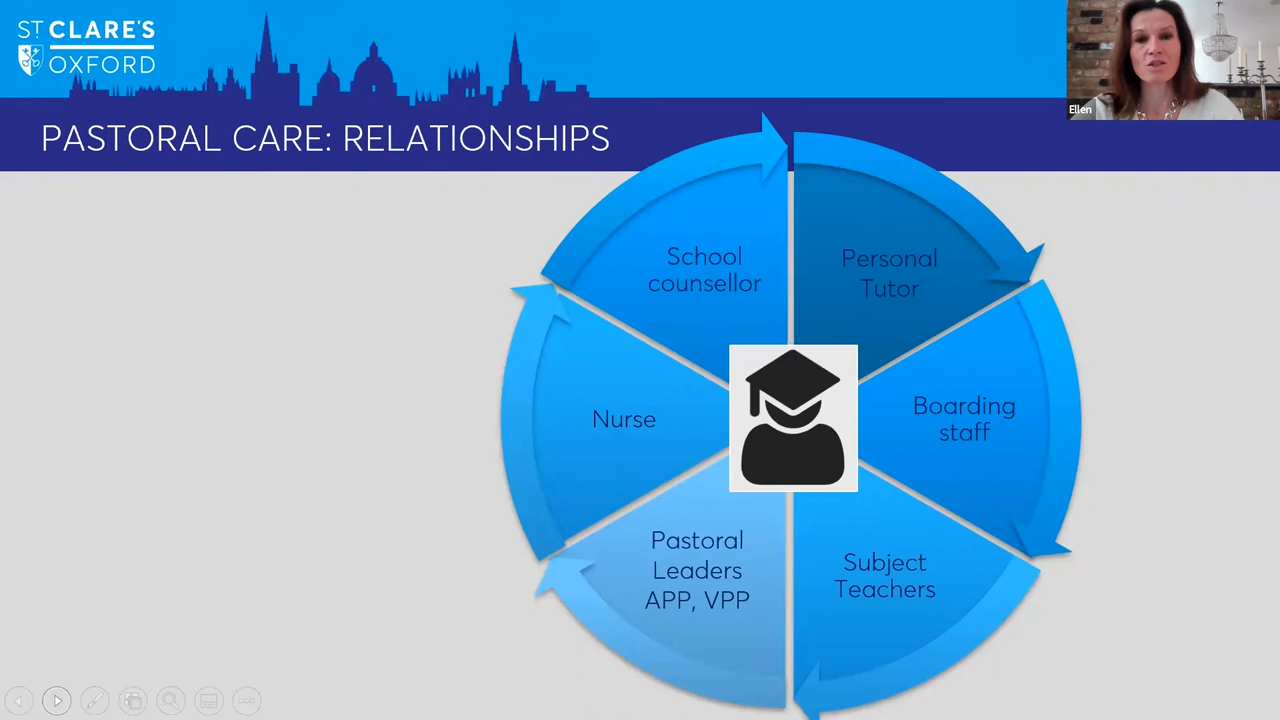 ST CLARE'S
OXFORD
Ellen
PASTORAL CARE: RELATIONSHIPS
School
counsellor
Personal
Tutor
Nurse
Boarding
staff
Pastoral
Leaders
APP, VPP
Subject
Teachers